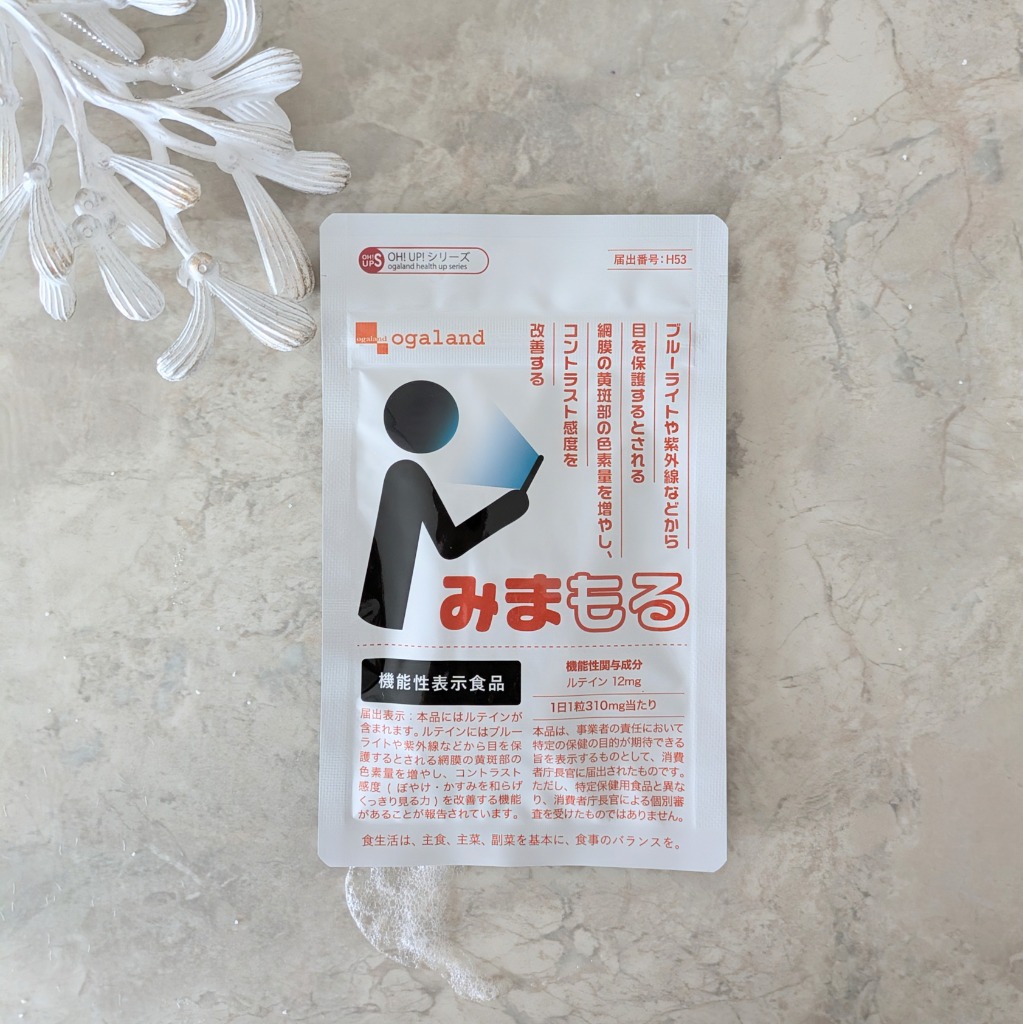 OH! UPS
OH! UP! シリーズ
ogaland health up series
届出番号：H53
ogaland
ogaland
ブルーライトや紫外線などから
目を保護するとされる
網膜の黄斑部の色素量を増やし、
コントラスト感度を
改善する
みまもる
機能性表示食品
届出表示：本品にはルテインが
含まれます。ルテインにはブルー
ライトや紫外線などから目を保
護するとされる網膜の黄斑部の
色素量を増やし、コントラスト
感度（ぼやけ・かすみを和らげ
くっきり見る力）を改善する機能
があることが報告されています。
機能性関与成分
ルテイン 12mg
1日1粒310mg当たり
本品は、事業者の責任において
特定の保健の目的が期待できる
旨を表示するものとして、消費
者庁長官に届出されたものです。
ただし、特定保健用食品と異な
り、消費者庁長官による個別審
査を受けたものではありません。
食生活は、主食、主菜、副菜を基本に、食事のバランスを。